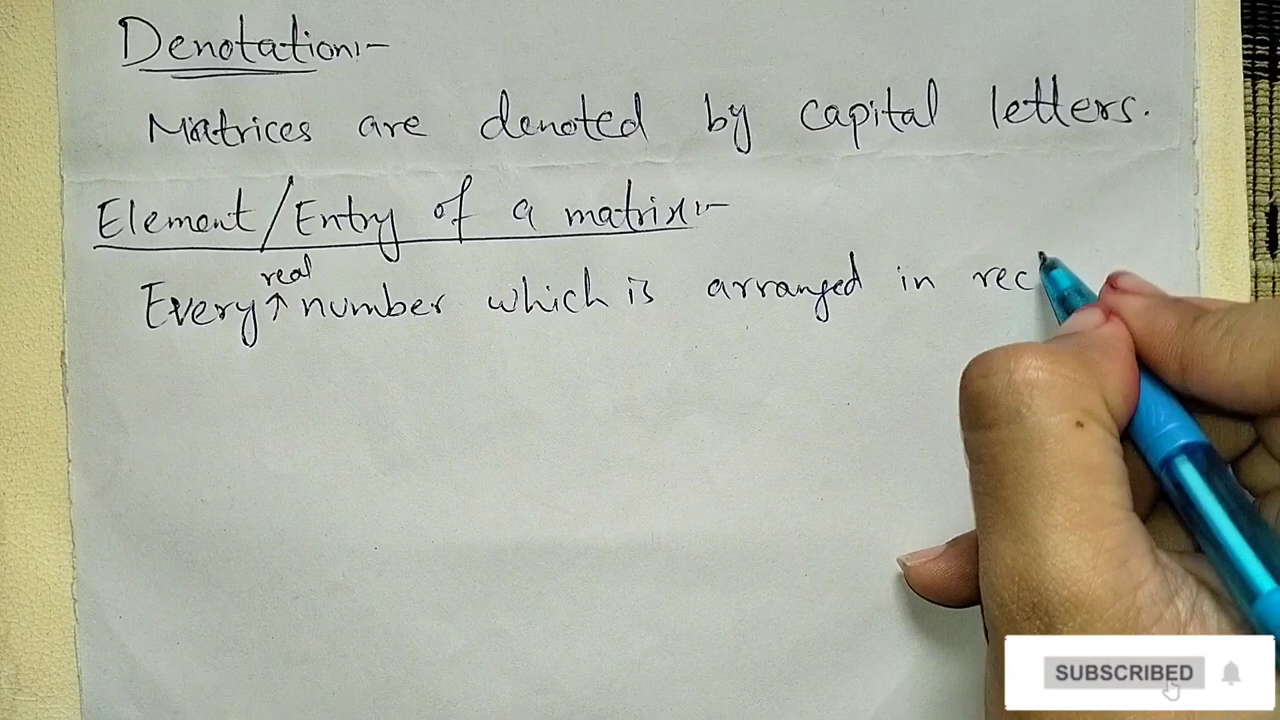 Denotation:-
Matrices are denoted by capital letters.
Element/Entry of a matrix:-
real
Every ↑ number which is arranged in rec
SUBSCRIBED